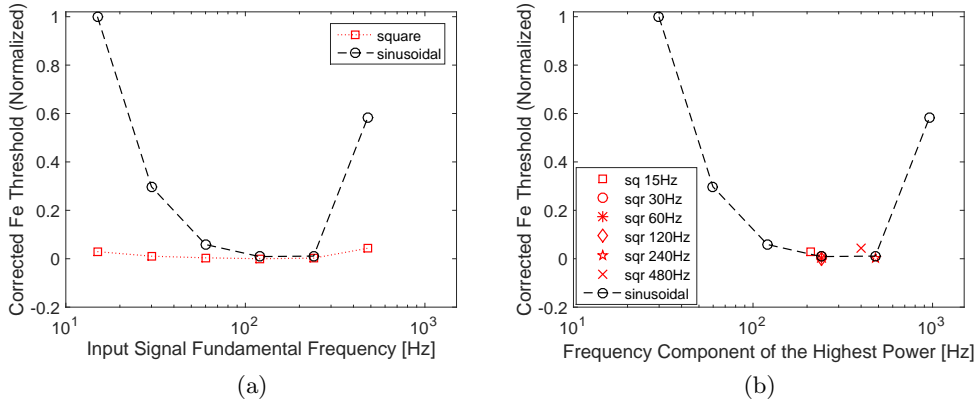 Corrected Fe Threshold (Normalized)
1
0.8
0.6
0.4
0.2
0
-0.2
10^1
10^2
10^3
Input Signal Fundamental Frequency [Hz]
square
sinusoidal
(a)
Corrected Fe Threshold (Normalized)
1
0.8
0.6
0.4
0.2
0
-0.2
10^1
10^2
10^3
Frequency Component of the Highest Power [Hz]
sq 15Hz
sqr 30Hz
sqr 60Hz
sqr 120Hz
sqr 240Hz
sqr 480Hz
sinusoidal
(b)